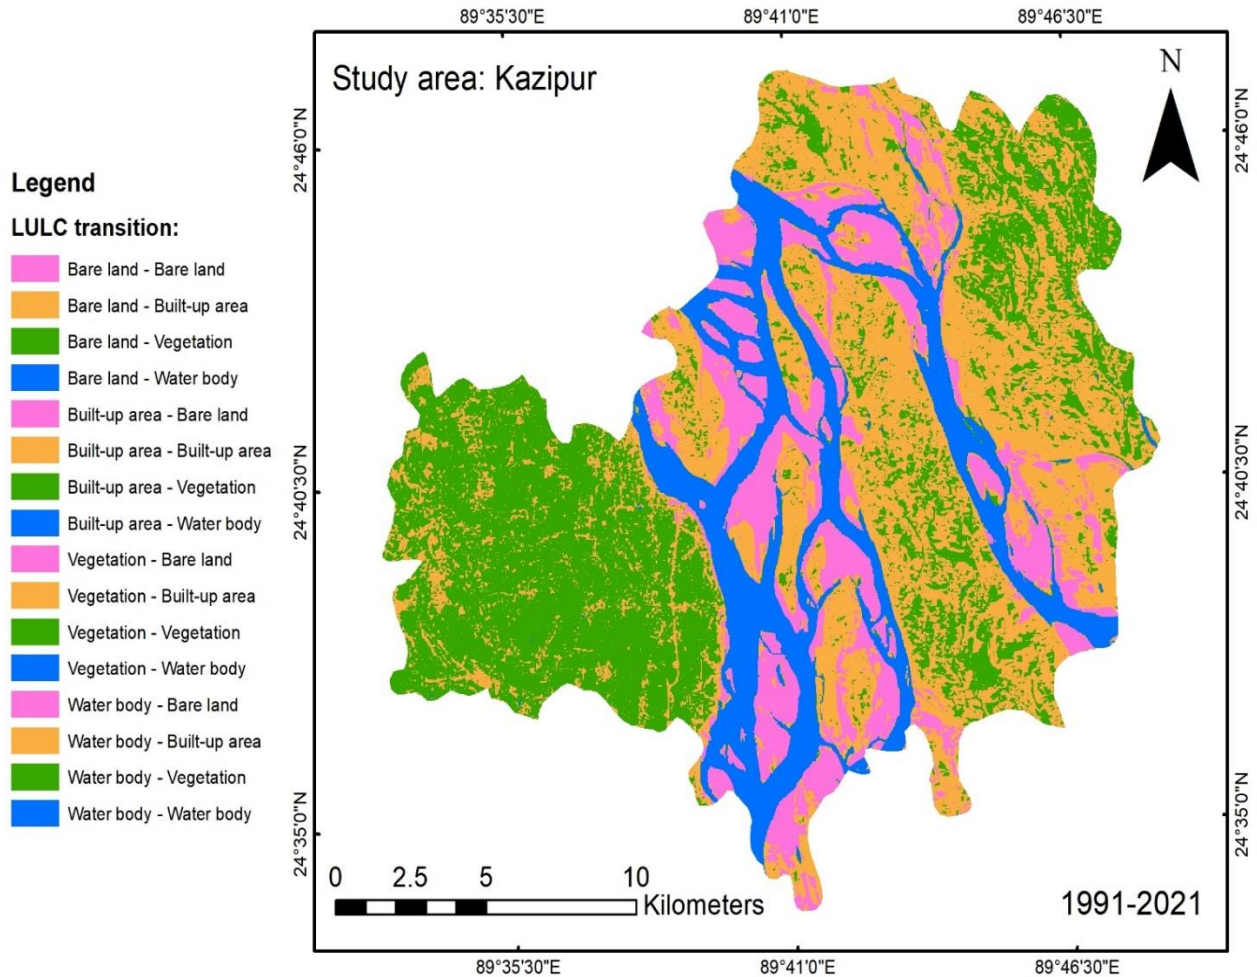 89°35'30"E 89°41'0"E 89°46'30"E
Study area: Kazipur
N
24°46'0"N
24°46'0"N
Legend
LULC transition:
Bare land - Bare land
Bare land - Built-up area
Bare land - Vegetation
Bare land - Water body
Built-up area - Bare land
Built-up area - Built-up area
Built-up area - Vegetation
Built-up area - Water body
Vegetation - Bare land
Vegetation - Built-up area
Vegetation - Vegetation
Vegetation - Water body
Water body - Bare land
Water body - Built-up area
Water body - Vegetation
Water body - Water body
24°40'30"N
24°40'30"N
24°35'0"N
24°35'0"N
0 2.5 5 10
Kilometers
1991-2021
89°35'30"E 89°41'0"E 89°46'30"E